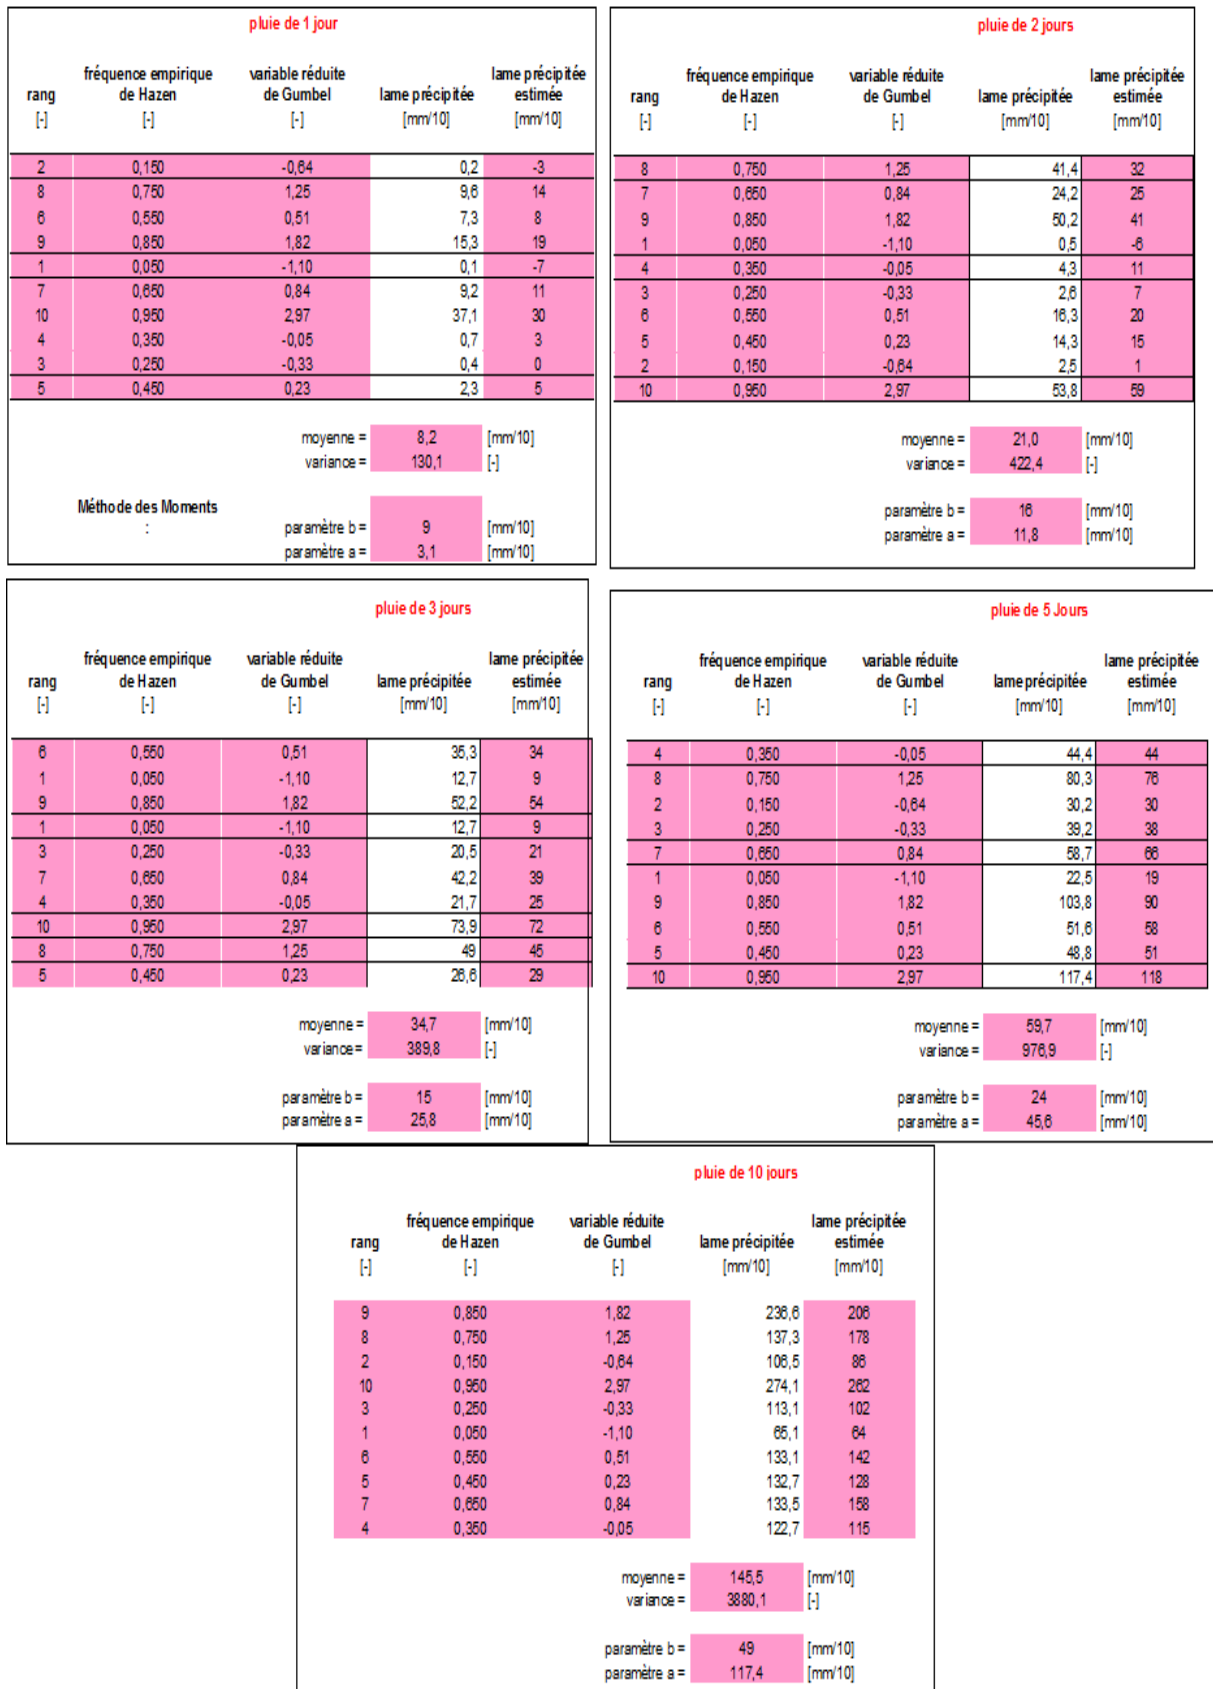 pluie de 1 jour
rang fréquence empirique de Hazen variable réduite de Gumbel lame précipitée lame précipitée estimée
[-] [-] [-] [mm/10] [mm/10]
2 0,150 -0,64 0,2 -3
8 0,750 1,25 9,6 14
6 0,550 0,51 7,3 8
9 0,850 1,82 15,3 19
1 0,050 -1,10 0,1 -7
7 0,650 0,84 9,2 11
10 0,950 2,97 37,1 30
4 0,350 -0,05 0,7 3
3 0,250 -0,33 0,4 0
5 0,450 0,23 2,3 5
moyenne = 8,2 [mm/10]
variance = 130,1 [-]
Méthode des Moments :
paramètre b = 9 [mm/10]
paramètre a = 3,1 [mm/10]
pluie de 2 jours
rang fréquence empirique de Hazen variable réduite de Gumbel lame précipitée lame précipitée estimée
[-] [-] [-] [mm/10] [mm/10]
8 0,750 1,25 41,4 32
7 0,650 0,84 24,2 25
9 0,850 1,82 50,2 41
1 0,050 -1,10 0,5 -6
4 0,350 -0,05 4,3 11
3 0,250 -0,33 2,6 7
6 0,550 0,51 16,3 20
5 0,450 0,23 14,3 15
2 0,150 -0,64 2,5 1
10 0,950 2,97 53,8 59
moyenne = 21,0 [mm/10]
variance = 422,4 [-]
paramètre b = 16 [mm/10]
paramètre a = 11,8 [mm/10]
pluie de 3 jours
rang fréquence empirique de Hazen variable réduite de Gumbel lame précipitée lame précipitée estimée
[-] [-] [-] [mm/10] [mm/10]
6 0,550 0,51 35,3 34
1 0,050 -1,10 12,7 9
9 0,850 1,82 52,2 54
1 0,050 -1,10 12,7 9
3 0,250 -0,33 20,5 21
7 0,650 0,84 42,2 39
4 0,350 -0,05 21,7 25
10 0,950 2,97 73,9 72
8 0,750 1,25 49 45
5 0,450 0,23 26,6 29
moyenne = 34,7 [mm/10]
variance = 389,8 [-]
paramètre b = 15 [mm/10]
paramètre a = 25,8 [mm/10]
pluie de 5 Jours
rang fréquence empirique de Hazen variable réduite de Gumbel lame précipitée lame précipitée estimée
[-] [-] [-] [mm/10] [mm/10]
4 0,350 -0,05 44,4 44
8 0,750 1,25 80,3 76
2 0,150 -0,64 30,2 30
3 0,250 -0,33 39,2 38
7 0,650 0,84 58,7 66
1 0,050 -1,10 22,5 19
9 0,850 1,82 103,8 90
6 0,550 0,51 51,6 58
5 0,450 0,23 48,8 51
10 0,950 2,97 117,4 118
moyenne = 59,7 [mm/10]
variance = 976,9 [-]
paramètre b = 24 [mm/10]
paramètre a = 45,6 [mm/10]
pluie de 10 jours
rang fréquence empirique de Hazen variable réduite de Gumbel lame précipitée lame précipitée estimée
[-] [-] [-] [mm/10] [mm/10]
9 0,850 1,82 236,6 206
8 0,750 1,25 137,3 178
2 0,150 -0,64 106,5 86
10 0,950 2,97 274,1 262
3 0,250 -0,33 113,1 102
1 0,050 -1,10 65,1 64
6 0,550 0,51 133,1 142
5 0,450 0,23 132,7 128
7 0,650 0,84 133,5 158
4 0,350 -0,05 122,7 115
moyenne = 145,5 [mm/10]
variance = 3880,1 [-]
paramètre b = 49 [mm/10]
paramètre a = 117,4 [mm/10]